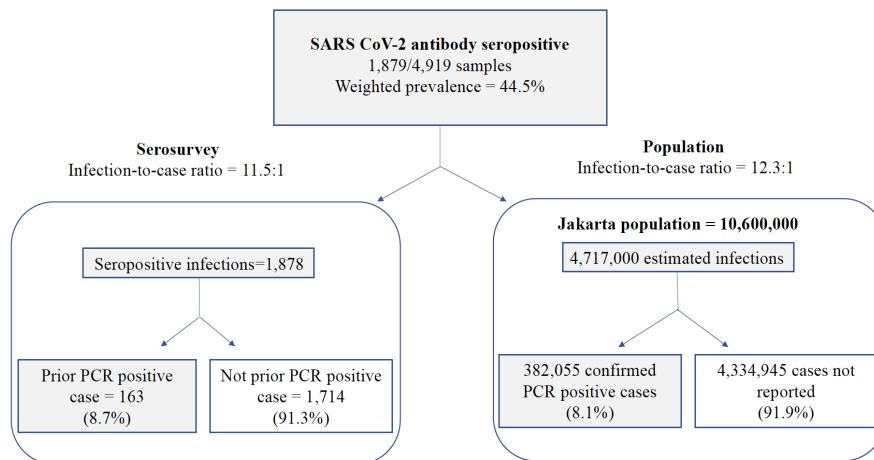 SARS CoV-2 antibody seropositive
1,879/4,919 samples
Weighted prevalence = 44.5%
Serosurvey
Infection-to-case ratio = 11.5:1
Population
Infection-to-case ratio = 12.3:1
Seropositive infections=1,878
Prior PCR positive
case = 163
(8.7%)
Not prior PCR positive
case = 1,714
(91.3%)
Jakarta population = 10,600,000
4,717,000 estimated infections
382,055 confirmed
PCR positive cases
(8.1%)
4,334,945 cases not
reported
(91.9%)